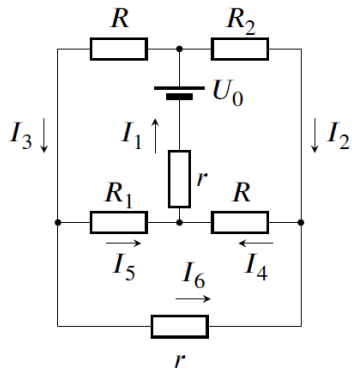 R R₂
U₀
I₃ I₁ I₂
r
R₁ R
I₅ I₄
I₆
r